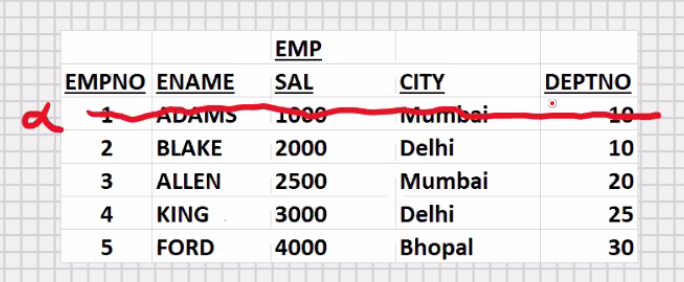 EMP
EMPNO ENAME SAL CITY DEPTNO
1 ADAMS 1000 Mumbai 10
2 BLAKE 2000 Delhi 10
3 ALLEN 2500 Mumbai 20
4 KING 3000 Delhi 25
5 FORD 4000 Bhopal 30